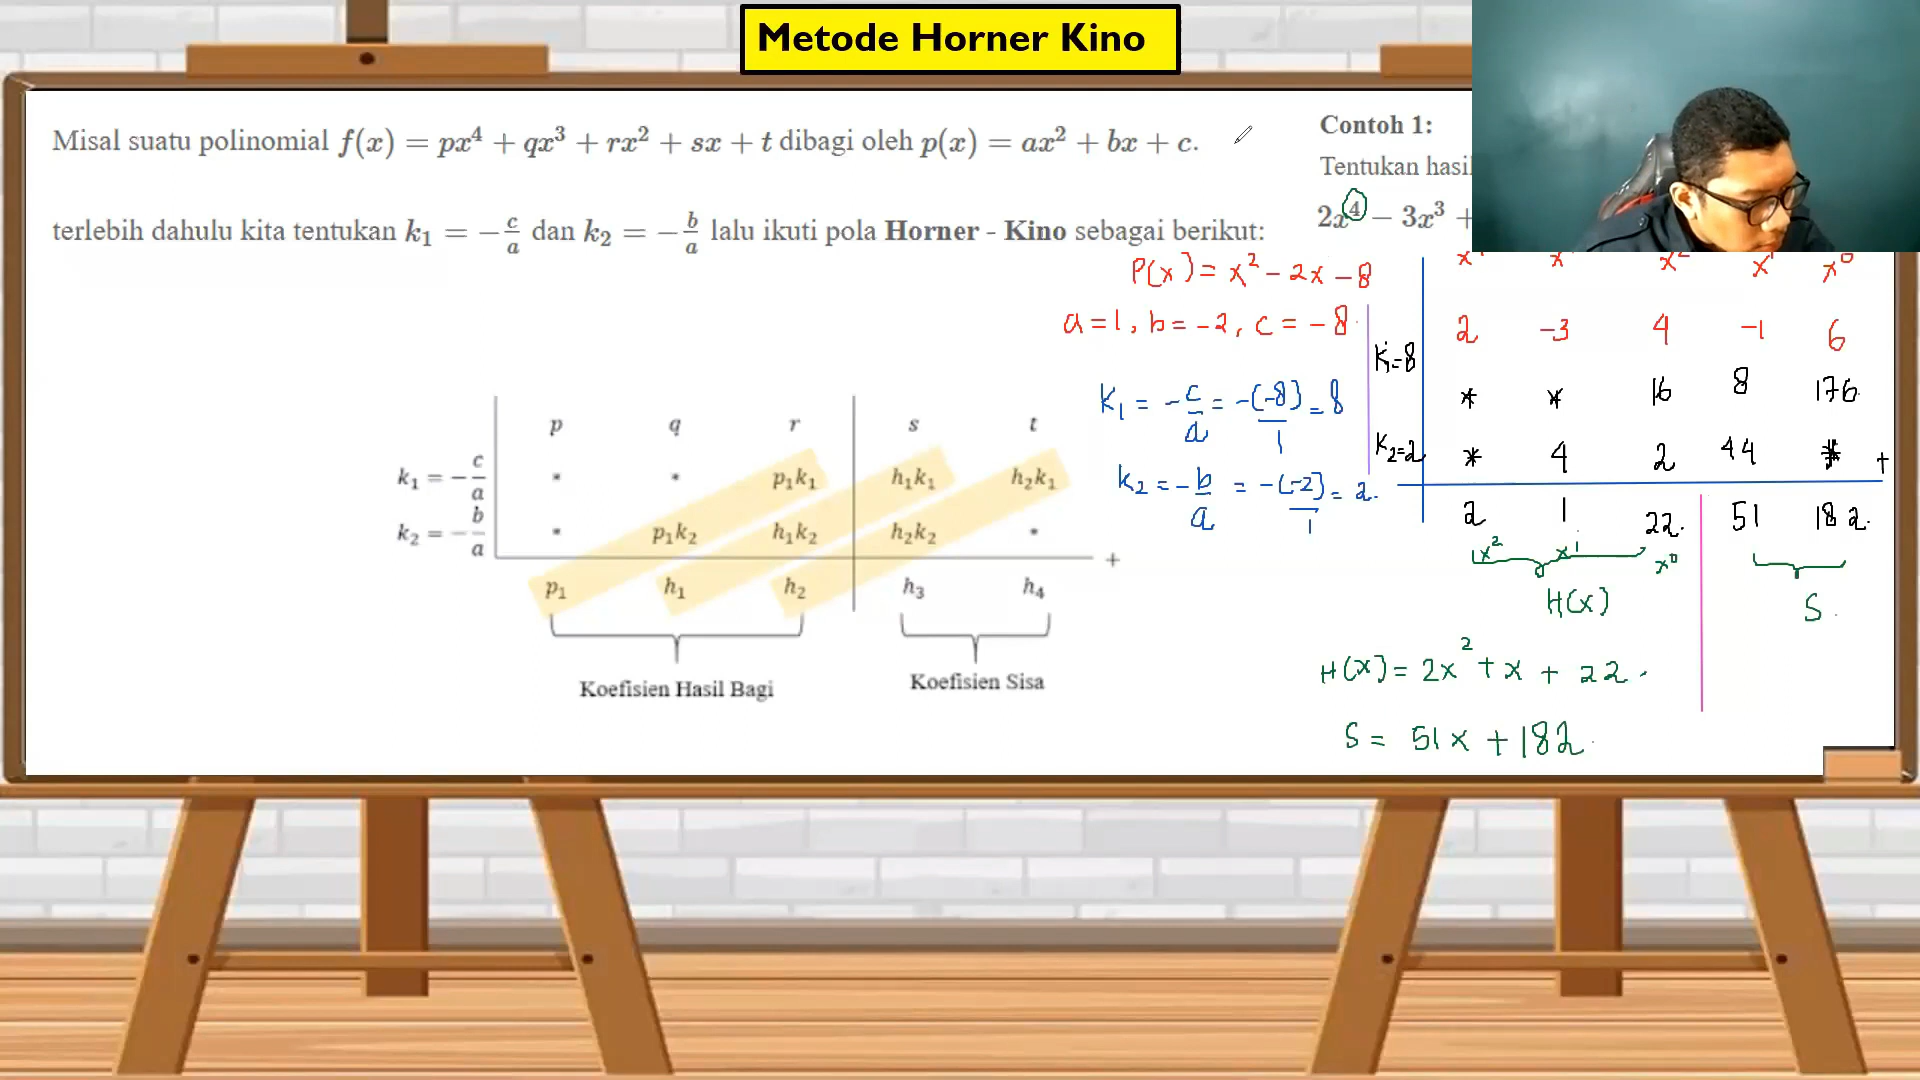 Metode Horner Kino
Misal suatu polinomial f(x) = px⁴ + qx³ + rx² + sx + t dibagi oleh p(x) = ax² + bx + c.
terlebih dahulu kita tentukan k₁ = −c/a dan k₂ = −b/a lalu ikuti pola Horner - Kino sebagai berikut:
p q r s t
k₁ = −c/a * * p₁k₁ h₁k₁ h₂k₁
k₂ = −b/a * p₁k₂ h₁k₂ h₂k₂ *
+
p₁ h₁ h₂ h₃ h₄
Koefisien Hasil Bagi Koefisien Sisa
Contoh 1:
Tentukan hasil
2x⁴ − 3x³ +
P(x) = x² − 2x − 8
a = 1, b = −2, c = −8
K₁ = −c/a = −(−8)/1 = 8
K₂ = −b/a = −(−2)/1 = 2.
x² x¹ x⁰
2 −3 4 −1 6
K₁=8 * * 16 8 176
K₂=2 * 4 2 44 * +
2 1 22. 51 182.
x² x¹ x⁰
H(x) S
H(x) = 2x² + x + 22.
S = 51x + 182.